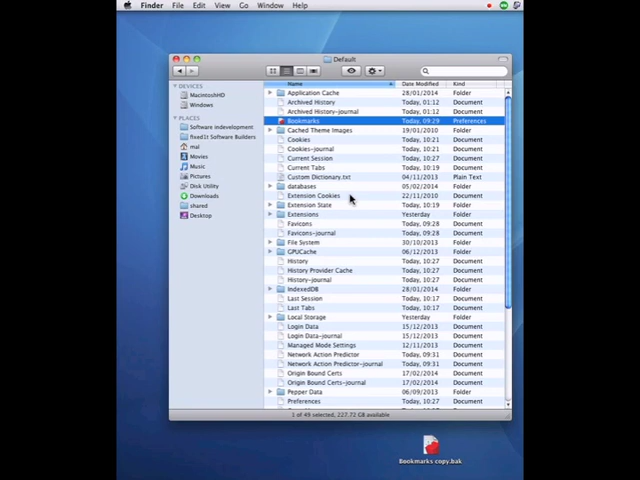 Finder File Edit View Go Window Help
Default
Name Date Modified Kind
DEVICES
MacintoshHD
Windows
PLACES
Software indevelopment
fixad1t Software Builders
mal
Movies
Music
Pictures
Disk Utility
Downloads
shared
Desktop
Application Cache 28/01/2014 Folder
Archived History Today, 01:12 Document
Archived History-journal Today, 01:12 Document
Bookmarks Today, 09:29 Preferences
Cached Theme Images 19/01/2010 Folder
Cookies Today, 10:21 Document
Cookies-journal Today, 10:21 Document
Current Session Today, 10:27 Document
Current Tabs Today, 10:19 Document
Custom Dictionary.txt 04/11/2013 Plain Text
databases 05/02/2014 Folder
Extension Cookies 22/11/2010 Document
Extension State Today, 10:19 Folder
Extensions Yesterday Folder
Favicons Today, 09:28 Document
Favicons-journal Today, 09:28 Document
File System 30/10/2013 Folder
GPUCache 06/12/2013 Folder
History Today, 10:27 Document
History Provider Cache Today, 10:27 Document
History-journal Today, 10:27 Document
IndexedDB 28/01/2014 Folder
Last Session Today, 10:17 Document
Last Tabs Today, 10:17 Document
Local Storage Yesterday Folder
Login Data 15/12/2013 Document
Login Data-journal 15/12/2013 Document
Managed Mode Settings 12/11/2013 Document
Network Action Predictor Today, 09:31 Document
Network Action Predictor-journal Today, 09:31 Document
Origin Bound Certs 17/02/2014 Document
Origin Bound Certs-journal 17/02/2014 Document
Pepper Data 06/09/2013 Folder
Preferences Today, 10:27 Document
1 of 49 selected, 227.72 GB available
Bookmarks copy.bak